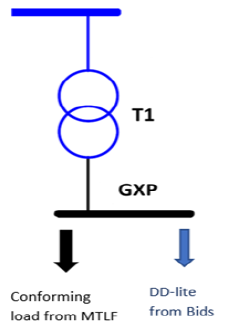 T1
GXP
Conforming
load from MTLF
DD-lite
from Bids